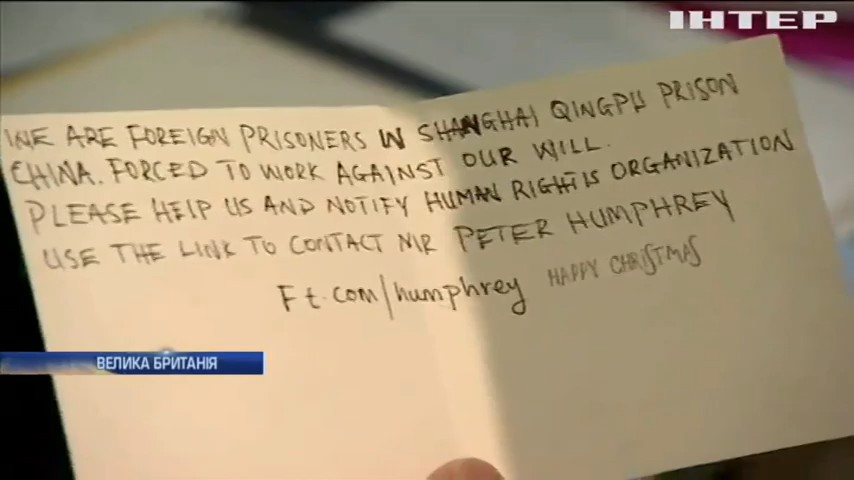 ІНТЕР
WE ARE FOREIGN PRISONERS IN SHANGHAI QINGPU PRISON
CHINA. FORCED TO WORK AGAINST OUR WILL.
PLEASE HELP US AND NOTIFY HUMAN RIGHTS ORGANIZATION
USE THE LINK TO CONTACT MR PETER HUMPHREY
Ft.com/humphrey HAPPY CHRISTMAS
ВЕЛИКА БРИТАНІЯ